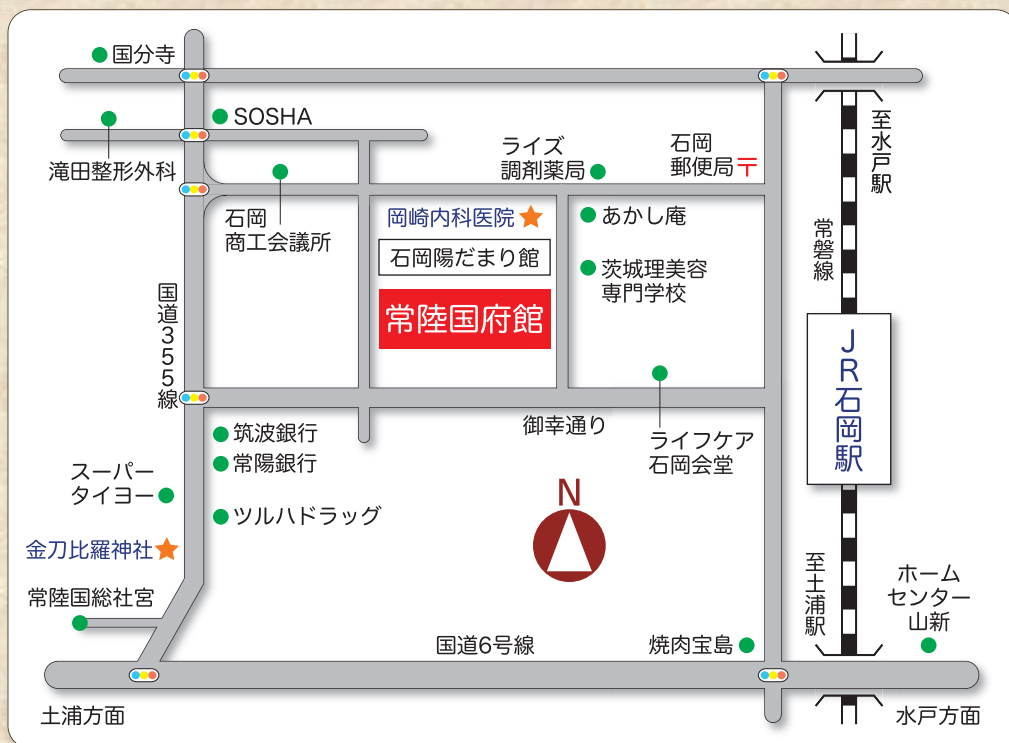 国分寺
SOSHA
滝田整形外科
ライズ
調剤薬局
石岡
郵便局〒
至水戸駅
石岡
商工会議所
岡崎内科医院
あかし庵
石岡陽だまり館
茨城理美容
専門学校
常陸国府館
常磐線
国道355線
JR石岡駅
御幸通り
ライフケア
石岡会堂
筑波銀行
常陽銀行
スーパー
タイヨー
ツルハドラッグ
N
金刀比羅神社
常陸国総社宮
至土浦駅
ホーム
センター
山新
国道6号線
焼肉宝島
土浦方面
水戸方面